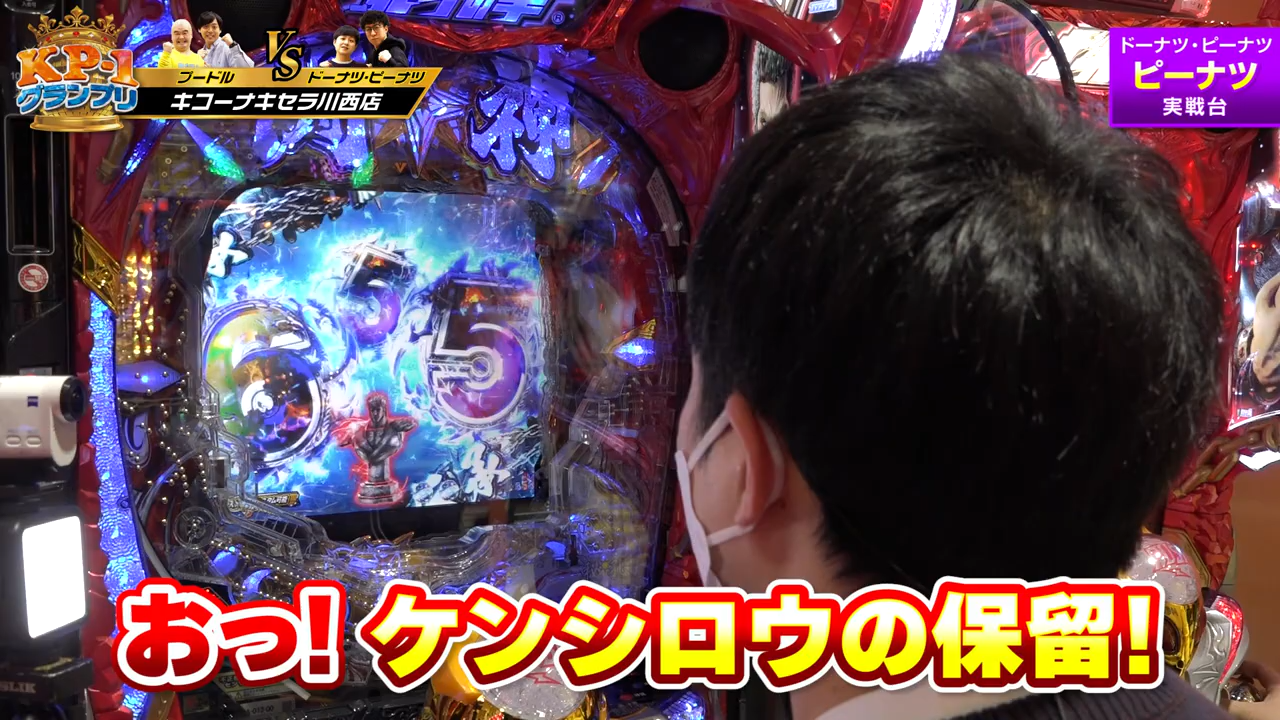 KP-1
グランプリ
プードル VS ドーナツ・ピーナツ
キコーナキセラ川西店
ドーナツ・ピーナツ
ピーナツ
実戦台
神
5
おっ! ケンシロウの保留!
SLIK